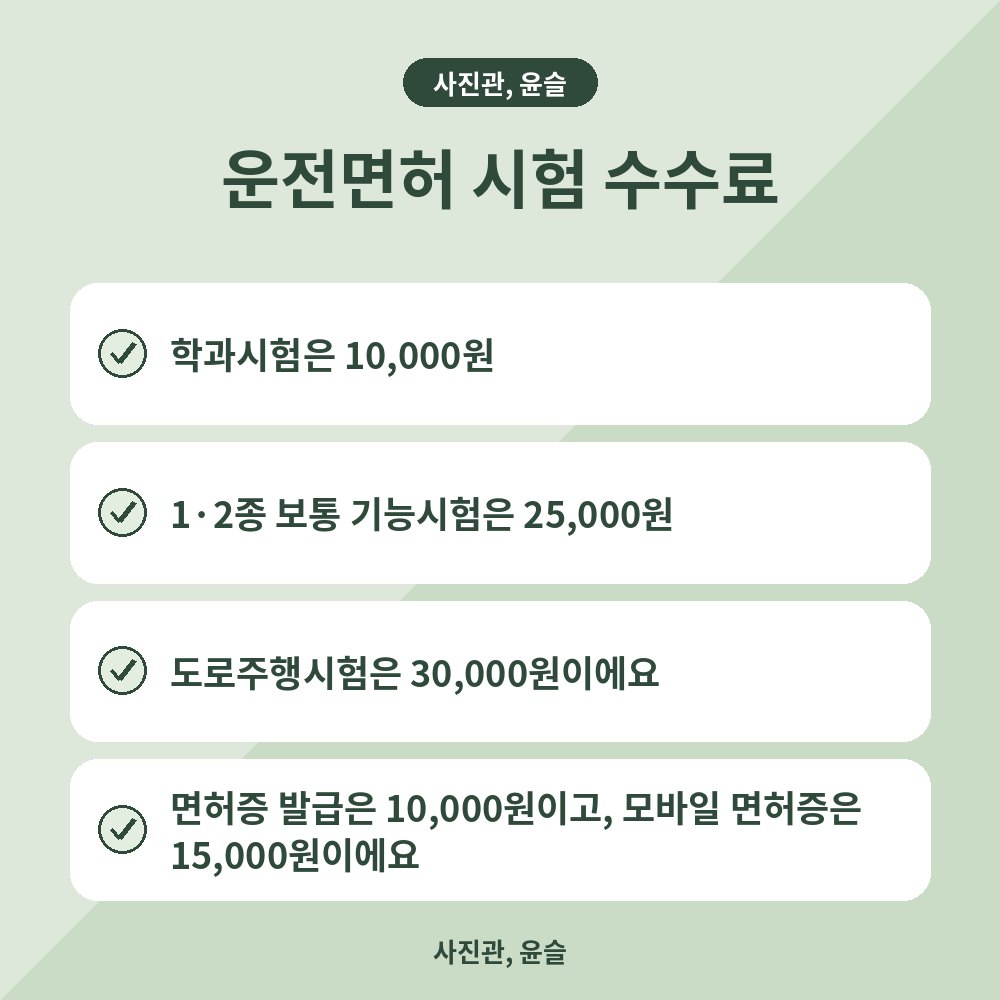 사진관, 윤슬
운전면허 시험 수수료
학과시험은 10,000원
1·2종 보통 기능시험은 25,000원
도로주행시험은 30,000원이에요
면허증 발급은 10,000원이고, 모바일 면허증은
15,000원이에요
사진관, 윤슬